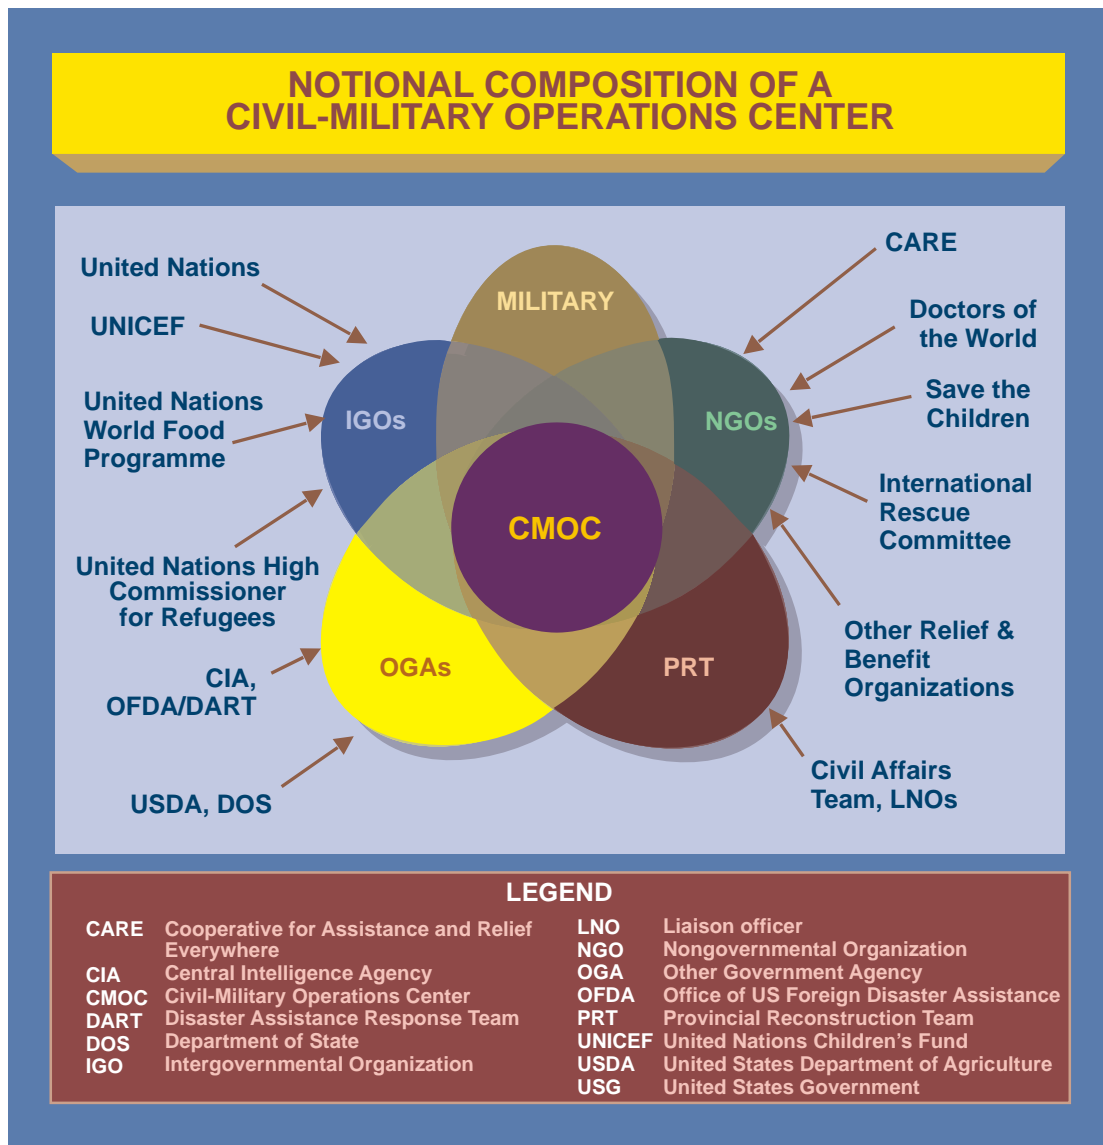 NOTIONAL COMPOSITION OF A
CIVIL-MILITARY OPERATIONS CENTER
United Nations
UNICEF
United Nations
World Food
Programme
United Nations High
Commissioner
for Refugees
CIA,
OFDA/DART
USDA, DOS
MILITARY
IGOs
NGOs
CMOC
OGAs
PRT
CARE
Doctors of
the World
Save the
Children
International
Rescue
Committee
Other Relief &
Benefit
Organizations
Civil Affairs
Team, LNOs
LEGEND
CARE Cooperative for Assistance and Relief
Everywhere
CIA Central Intelligence Agency
CMOC Civil-Military Operations Center
DART Disaster Assistance Response Team
DOS Department of State
IGO Intergovernmental Organization
LNO Liaison officer
NGO Nongovernmental Organization
OGA Other Government Agency
OFDA Office of US Foreign Disaster Assistance
PRT Provincial Reconstruction Team
UNICEF United Nations Children’s Fund
USDA United States Department of Agriculture
USG United States Government